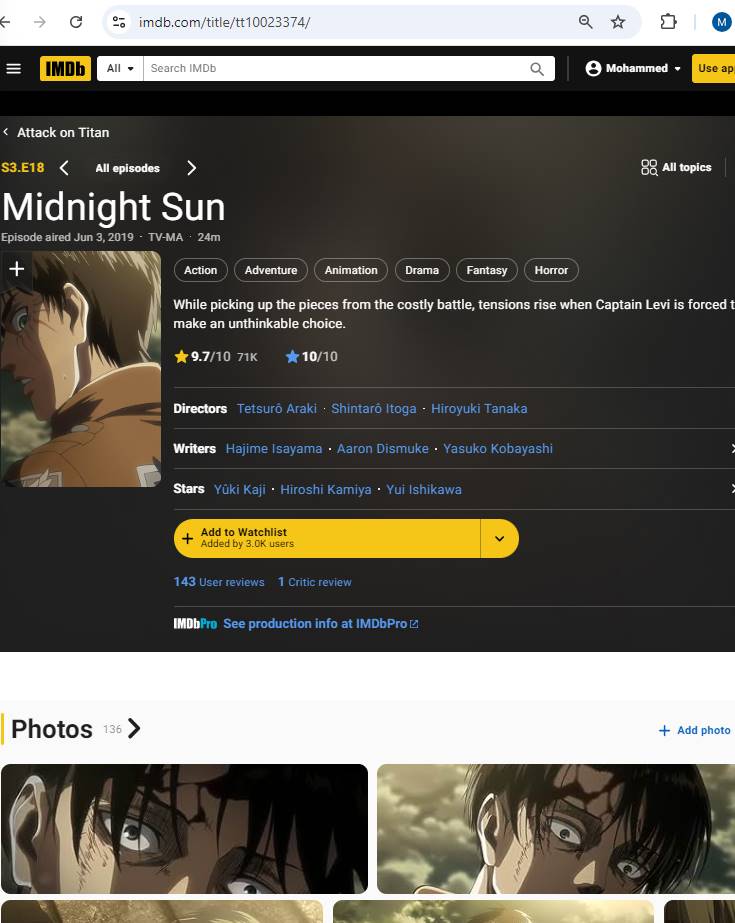 imdb.com/title/tt10023374/
M
IMDb All Search IMDb Mohammed Use ap
Attack on Titan
S3.E18 All episodes All topics
Midnight Sun
Episode aired Jun 3, 2019 · TV-MA · 24m
Action Adventure Animation Drama Fantasy Horror
While picking up the pieces from the costly battle, tensions rise when Captain Levi is forced t
make an unthinkable choice.
9.7/10 71K 10/10
Directors Tetsurô Araki · Shintarô Itoga · Hiroyuki Tanaka
Writers Hajime Isayama · Aaron Dismuke · Yasuko Kobayashi
Stars Yûki Kaji · Hiroshi Kamiya · Yui Ishikawa
Add to Watchlist
Added by 3.0K users
143 User reviews 1 Critic review
IMDbPro See production info at IMDbPro
Photos 136 + Add photo